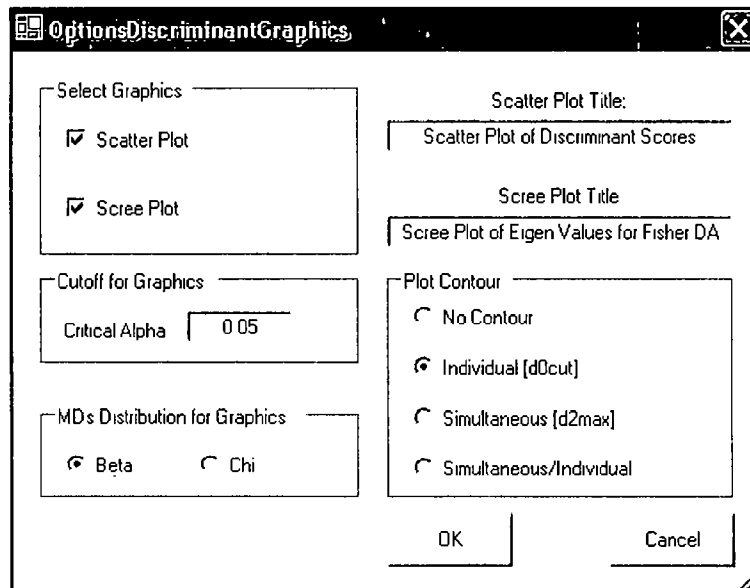 OptionsDiscriminantGraphics
Select Graphics
Scatter Plot
Scree Plot
Scatter Plot Title:
Scatter Plot of Discriminant Scores
Scree Plot Title
Scree Plot of Eigen Values for Fisher DA
Cutoff for Graphics
Critical Alpha 0 05
MDs Distribution for Graphics
Beta Chi
Plot Contour
No Contour
Individual [d0cut]
Simultaneous [d2max]
Simultaneous/Individual
OK Cancel